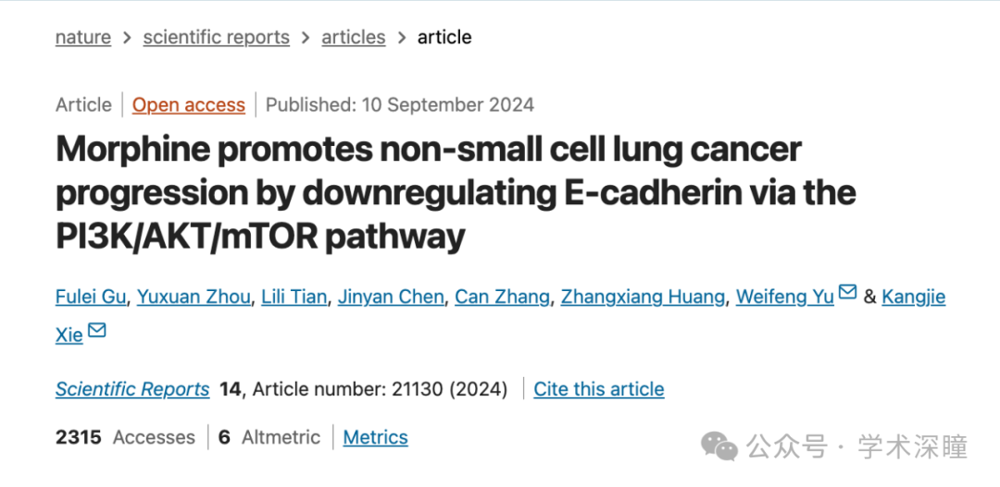 nature > scientific reports > articles > article
Article | Open access | Published: 10 September 2024
Morphine promotes non-small cell lung cancer
progression by downregulating E-cadherin via the
PI3K/AKT/mTOR pathway
Fulei Gu, Yuxuan Zhou, Lili Tian, Jinyan Chen, Can Zhang, Zhangxiang Huang, Weifeng Yu & Kangjie
Xie
Scientific Reports 14, Article number: 21130 (2024) | Cite this article
2315 Accesses | 6 Altmetric | Metrics
公众号 · 学术深瞳